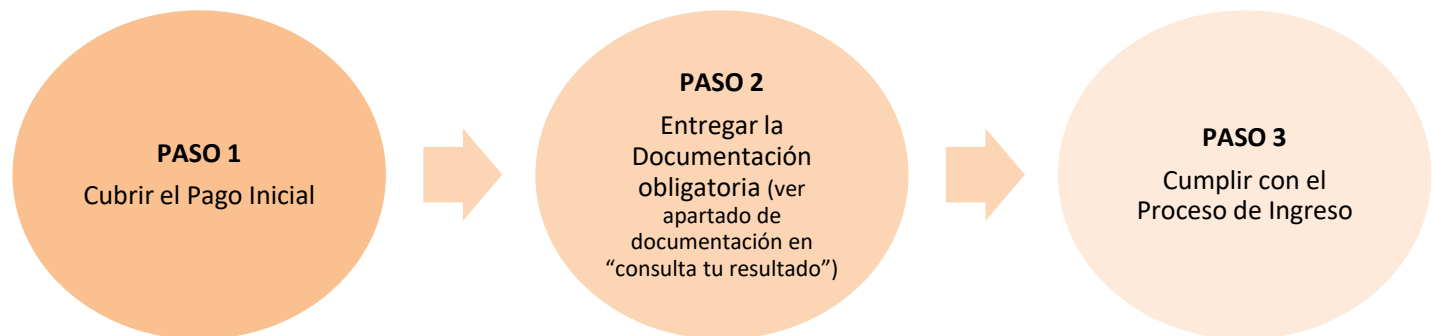 PASO 1
Cubrir el Pago Inicial
PASO 2
Entregar la
Documentación
obligatoria (ver
apartado de
documentación en
“consulta tu resultado”)
PASO 3
Cumplir con el
Proceso de Ingreso